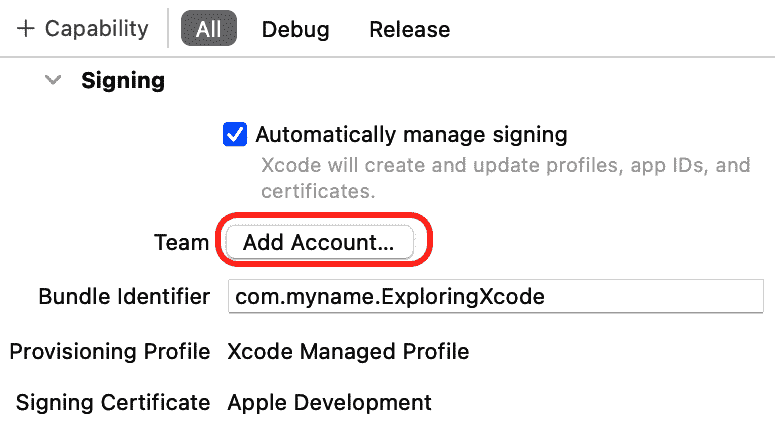 + Capability All Debug Release
Signing
Automatically manage signing
Xcode will create and update profiles, app IDs, and
certificates.
Team Add Account...
Bundle Identifier com.myname.ExploringXcode
Provisioning Profile Xcode Managed Profile
Signing Certificate Apple Development